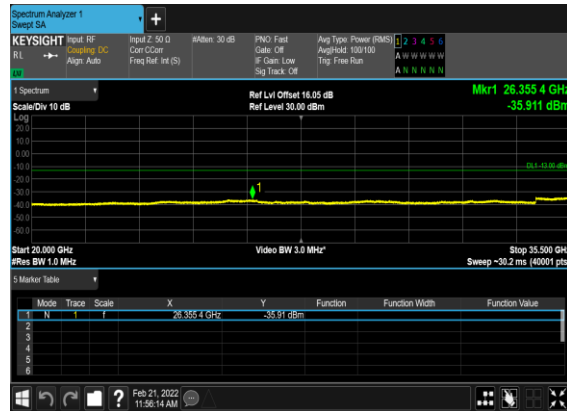 Spectrum Analyzer 1
Swept SA
+
KEYSIGHT Input: RF Input Z: 50 Ω #Atten: 30 dB PNO: Fast Avg Type: Power (RMS) 1 2 3 4 5 6
RL Coupling: DC Corr CCorr Gate: Off Avg|Hold: 100/100 A W W W W W
Align: Auto Freq Ref: Int (S) IF Gain: Low Trig: Free Run
Sig Track: Off A N N N N N
1 Spectrum Ref Lvl Offset 16.05 dB Mkr1 26.355 4 GHz
Scale/Div 10 dB Ref Level 30.00 dBm -35.911 dBm
Log
20.0
10.0
0.00
-10.0 DL1 -13.00 dBm
-20.0
-30.0 1
-40.0
-50.0
-60.0
Start 20.000 GHz Video BW 3.0 MHz* Stop 35.500 GHz
#Res BW 1.0 MHz Sweep ~30.2 ms (40001 pts)
5 Marker Table
Mode Trace Scale X Y Function Function Width Function Value
1 N 1 f 26.355 4 GHz -35.91 dBm
2
3
4
5
6
? Feb 21, 2022
11:56:14 AM